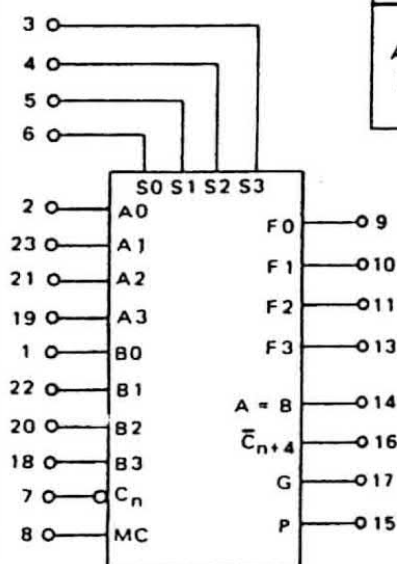 3
4
5
6
S0 S1 S2 S3
2 A0
23 A1
21 A2
19 A3
1 B0
22 B1
20 B2
18 B3
7 Cn
8 MC
F0 9
F1 10
F2 11
F3 13
A = B 14
C̅n+4 16
G 17
P 15
A